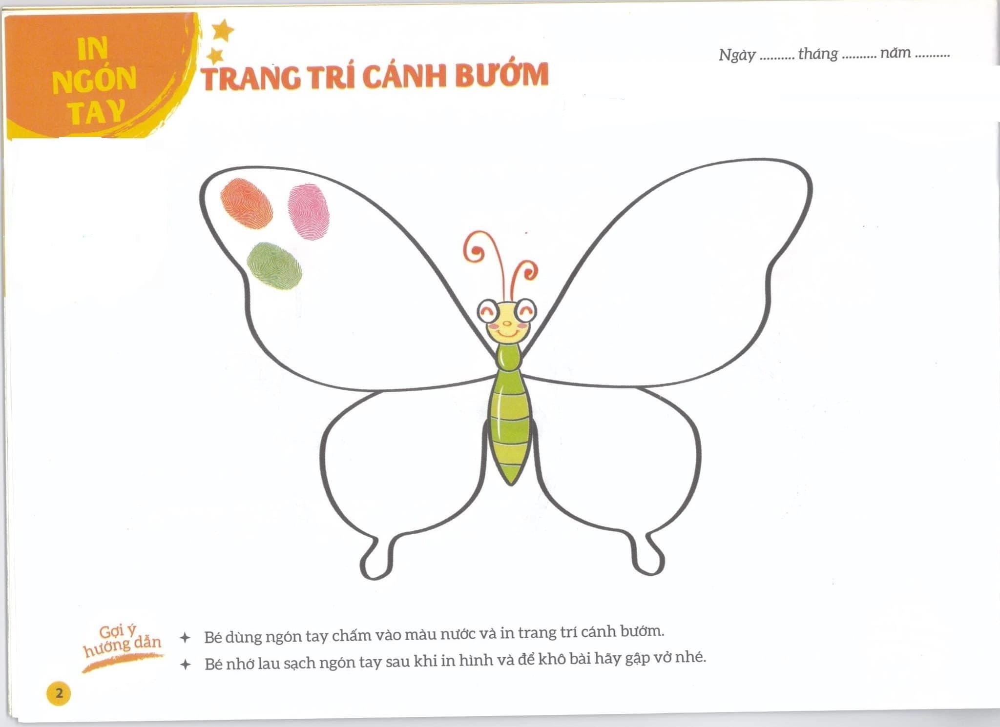 IN
NGÓN
TAY
TRANG TRÍ CÁNH BƯỚM
Ngày .......... tháng .......... năm ..........
Gợi ý
hướng dẫn
Bé dùng ngón tay chấm vào màu nước và in trang trí cánh bướm.
Bé nhớ lau sạch ngón tay sau khi in hình và để khô bài hãy gập vở nhé.
2